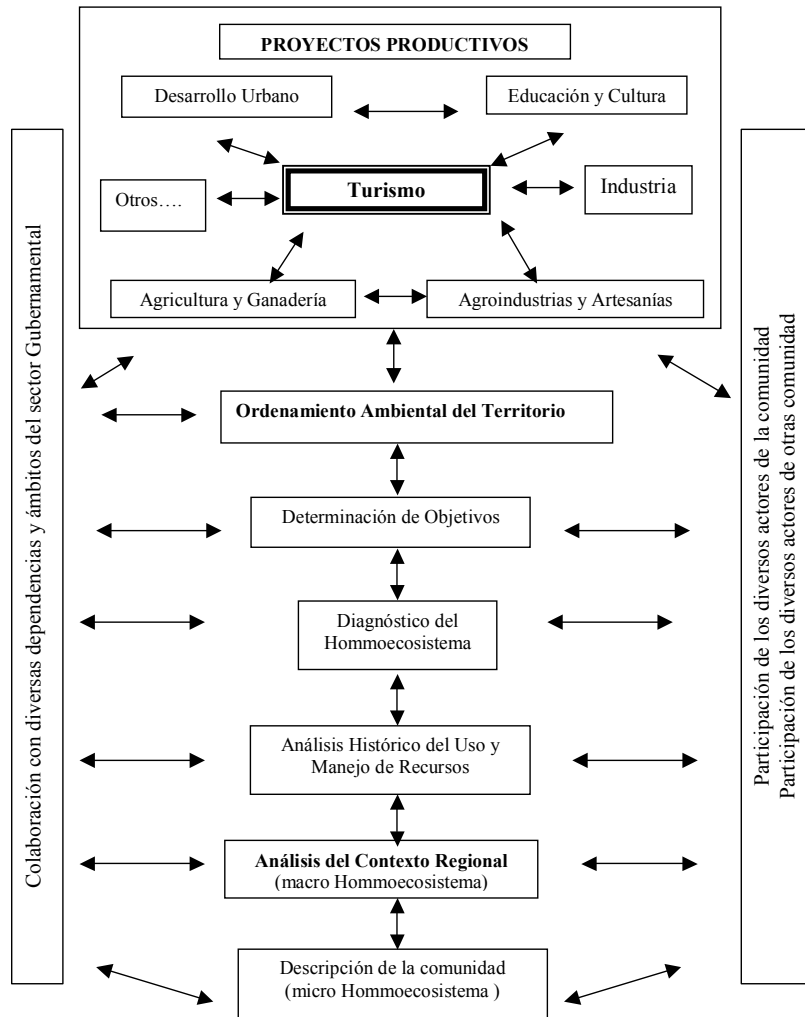 PROYECTOS PRODUCTIVOS
Desarrollo Urbano
Educación y Cultura
Turismo
Otros….
Industria
Agricultura y Ganadería
Agroindustrias y Artesanías
Colaboración con diversas dependencias y ámbitos del sector Gubernamental
Participación de los diversos actores de la comunidad
Participación de los diversos actores de otras comunidad
Ordenamiento Ambiental del Territorio
Determinación de Objetivos
Diagnóstico del
Hommoecosistema
Análisis Histórico del Uso y
Manejo de Recursos
Análisis del Contexto Regional
(macro Hommoecosistema)
Descripción de la comunidad
(micro Hommoecosistema )